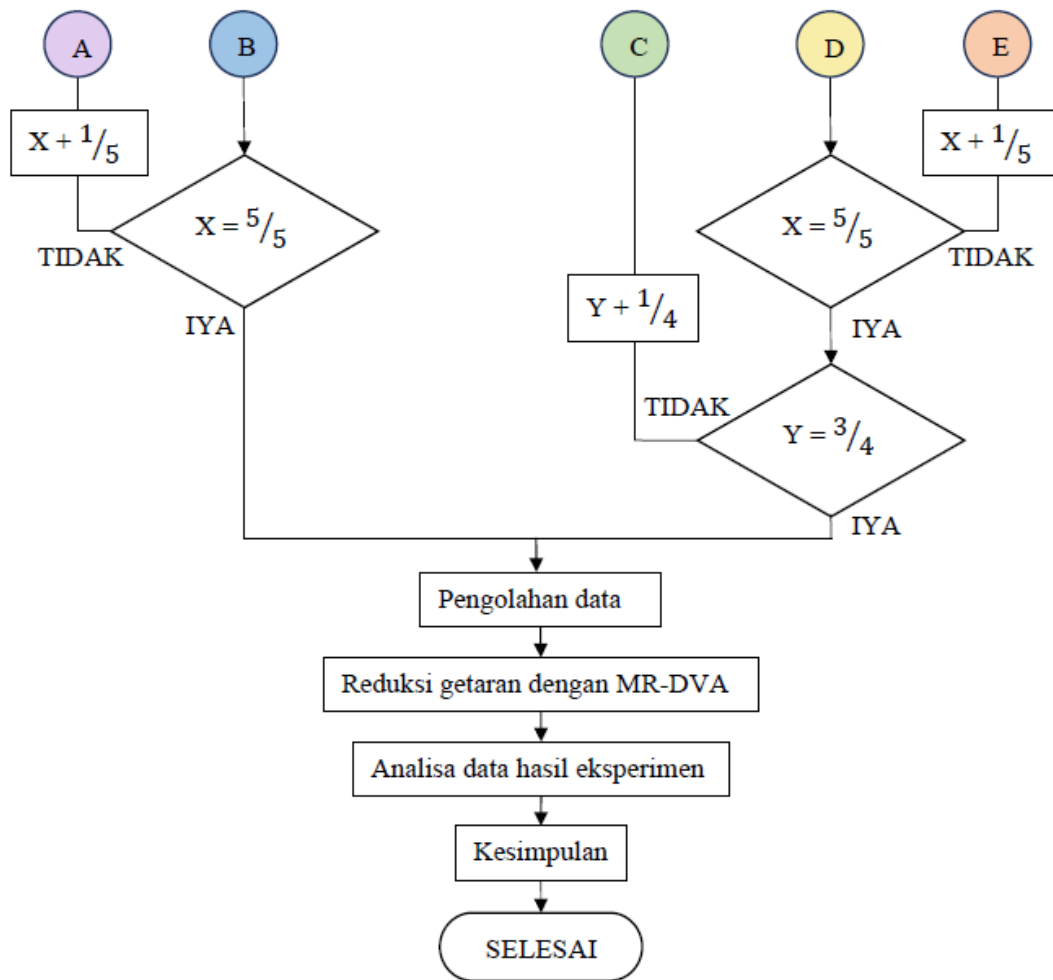 A
B
C
D
E
X + 1/5
X + 1/5
X = 5/5
X = 5/5
TIDAK
TIDAK
Y + 1/4
IYA
IYA
TIDAK
Y = 3/4
IYA
Pengolahan data
Reduksi getaran dengan MR-DVA
Analisa data hasil eksperimen
Kesimpulan
SELESAI